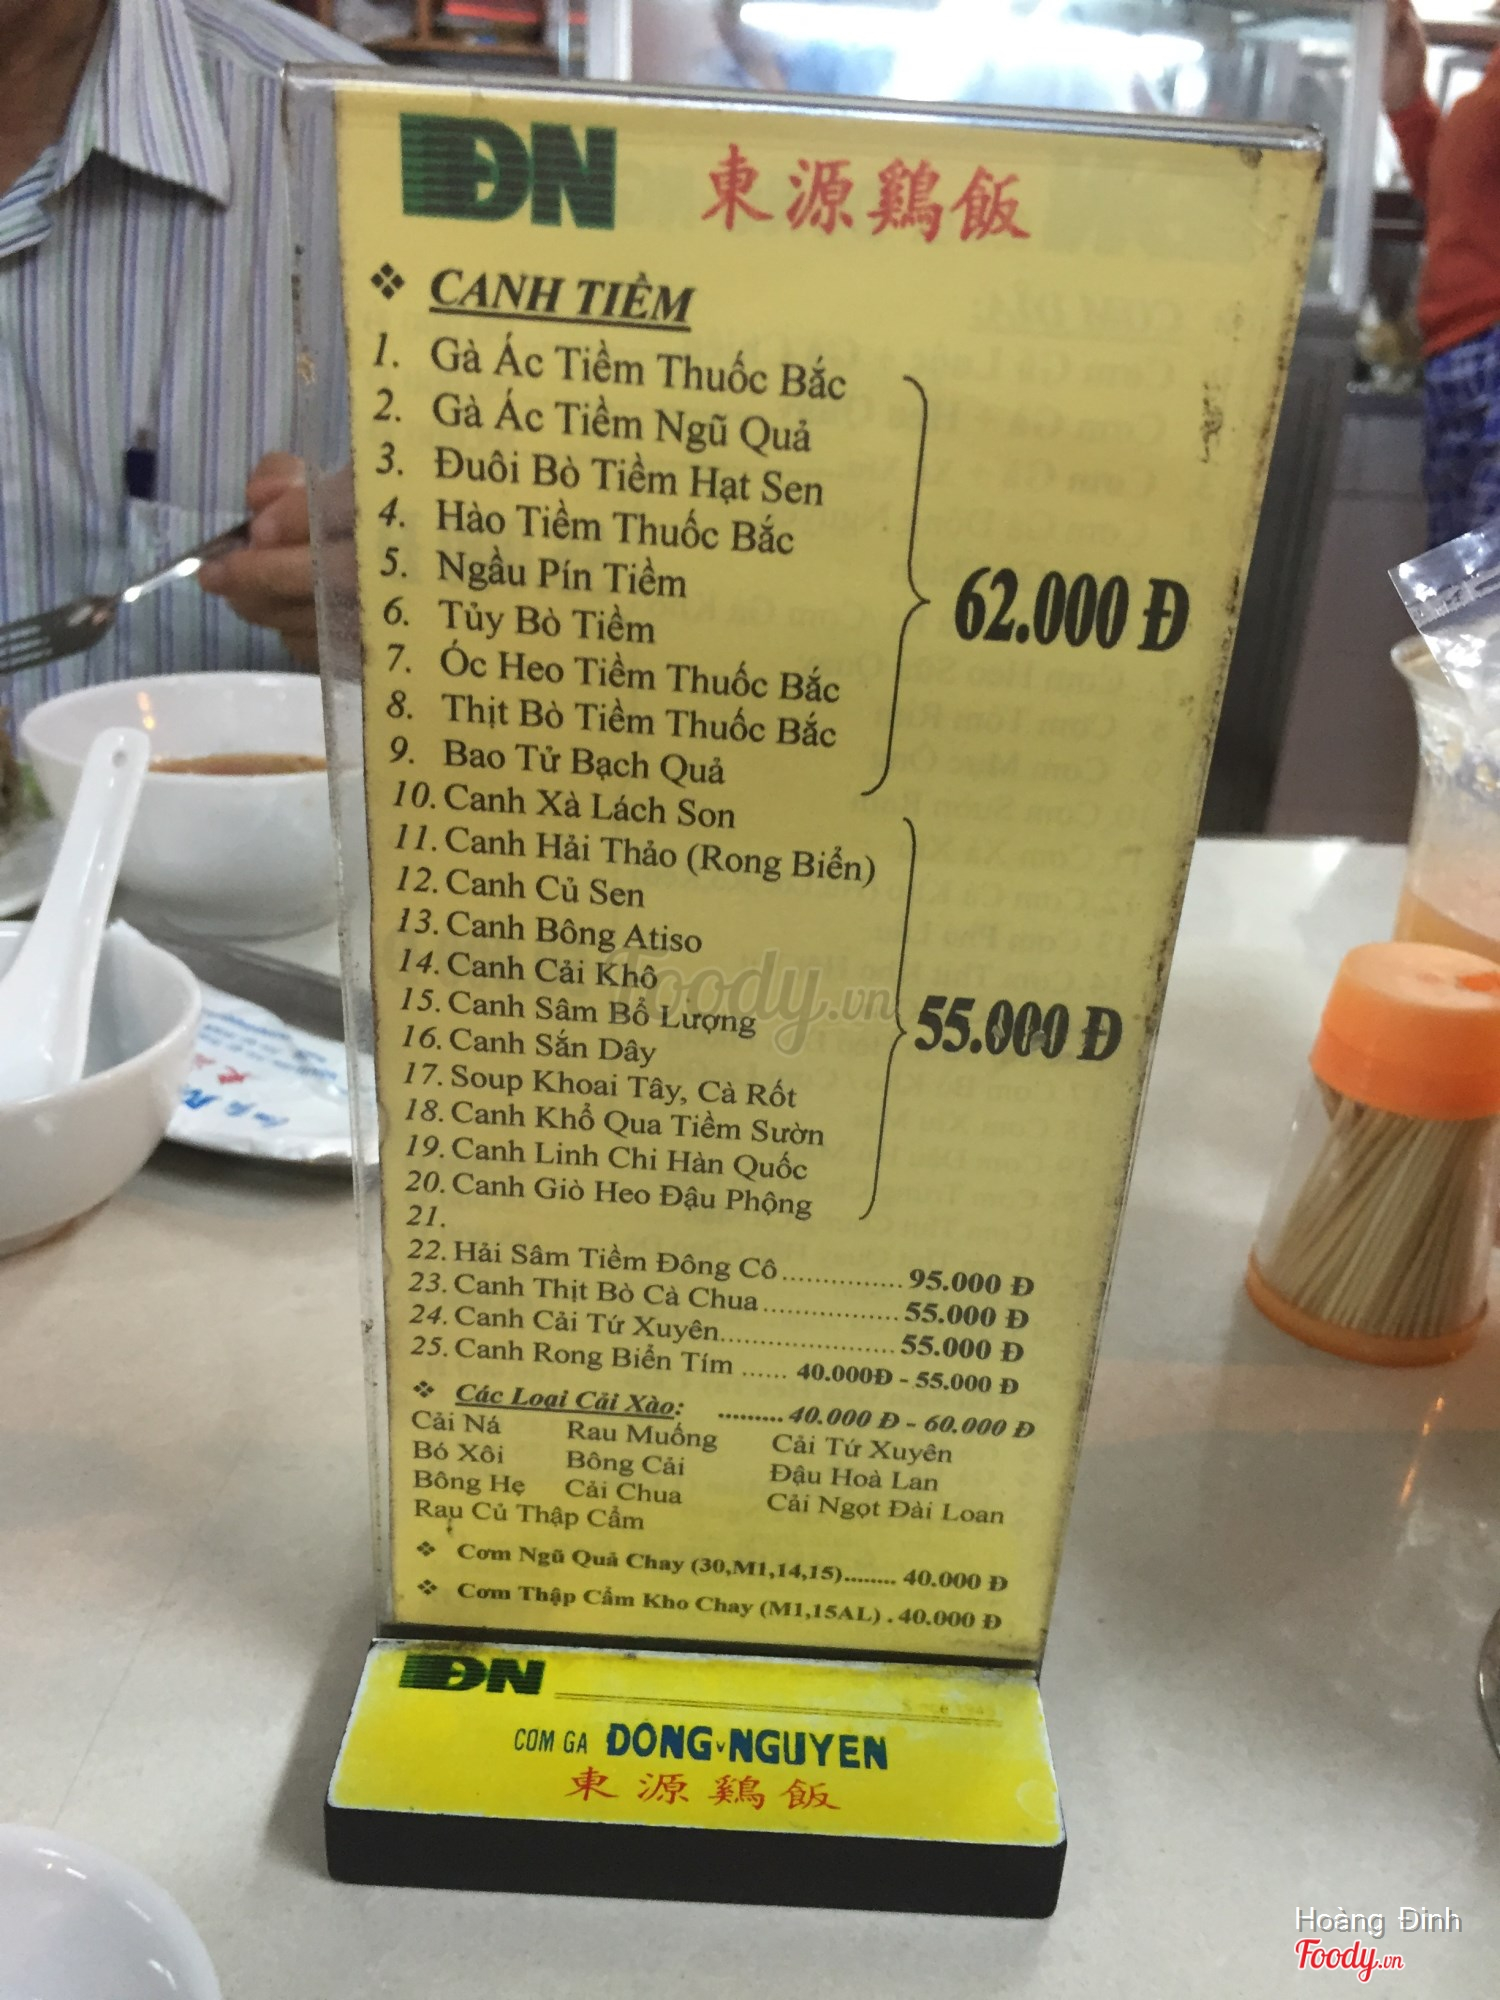 ĐN 東源鷄飯
❖ CANH TIỀM
1. Gà Ác Tiềm Thuốc Bắc
2. Gà Ác Tiềm Ngũ Quả
3. Đuôi Bò Tiềm Hạt Sen
4. Hào Tiềm Thuốc Bắc
5. Ngầu Pín Tiềm
62.000 Đ
6. Tủy Bò Tiềm
7. Óc Heo Tiềm Thuốc Bắc
8. Thịt Bò Tiềm Thuốc Bắc
9. Bao Tử Bạch Quả
10. Canh Xà Lách Son
11. Canh Hải Thảo (Rong Biển)
12. Canh Củ Sen
13. Canh Bông Atiso
14. Canh Cải Khô
15. Canh Sâm Bổ Lượng
55.000 Đ
16. Canh Sắn Dây
17. Soup Khoai Tây, Cà Rốt
18. Canh Khổ Qua Tiềm Sườn
19. Canh Linh Chi Hàn Quốc
20. Canh Giò Heo Đậu Phộng
21.
22. Hải Sâm Tiềm Đông Cô ............... 95.000 Đ
23. Canh Thịt Bò Cà Chua ................. 55.000 Đ
24. Canh Cải Tứ Xuyên...................... 55.000 Đ
25. Canh Rong Biển Tím ...... 40.000Đ - 55.000 Đ
❖ Các Loại Cải Xào: ......... 40.000 Đ - 60.000 Đ
Cải Ná Rau Muống Cải Tứ Xuyên
Bó Xôi Bông Cải Đậu Hoà Lan
Bông Hẹ Cải Chua Cải Ngọt Đài Loan
Rau Củ Thập Cẩm
❖ Cơm Ngũ Quả Chay (30,M1,14,15)........ 40.000 Đ
❖ Cơm Thập Cẩm Kho Chay (M1,15AL) . 40.000 Đ
ĐN
COM GA ĐÔNG-NGUYEN
東源鷄飯
Foody.vn
Hoàng Đinh
Foody.vn